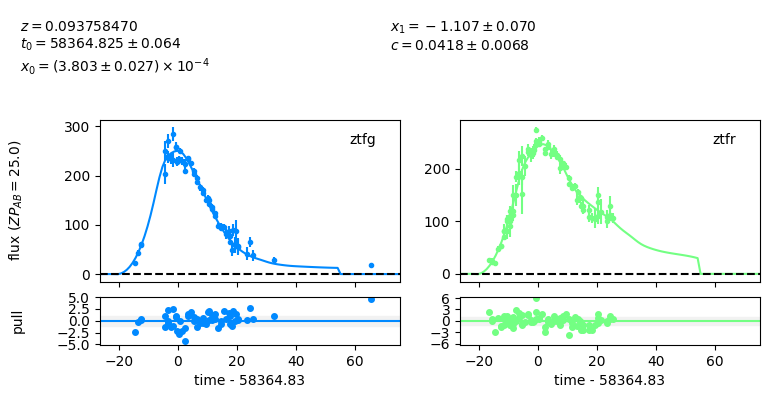 z = 0.093758470
t₀ = 58364.825 ± 0.064
x₀ = (3.803 ± 0.027) × 10⁻⁴
x₁ = −1.107 ± 0.070
c = 0.0418 ± 0.0068
flux (ZP_AB = 25.0)
300
200
100
0
ztfg
200
100
0
ztfr
pull
5.0
2.5
0.0
−2.5
−5.0
6
3
0
−3
−6
−20 0 20 40 60
time - 58364.83
−20 0 20 40 60
time - 58364.83